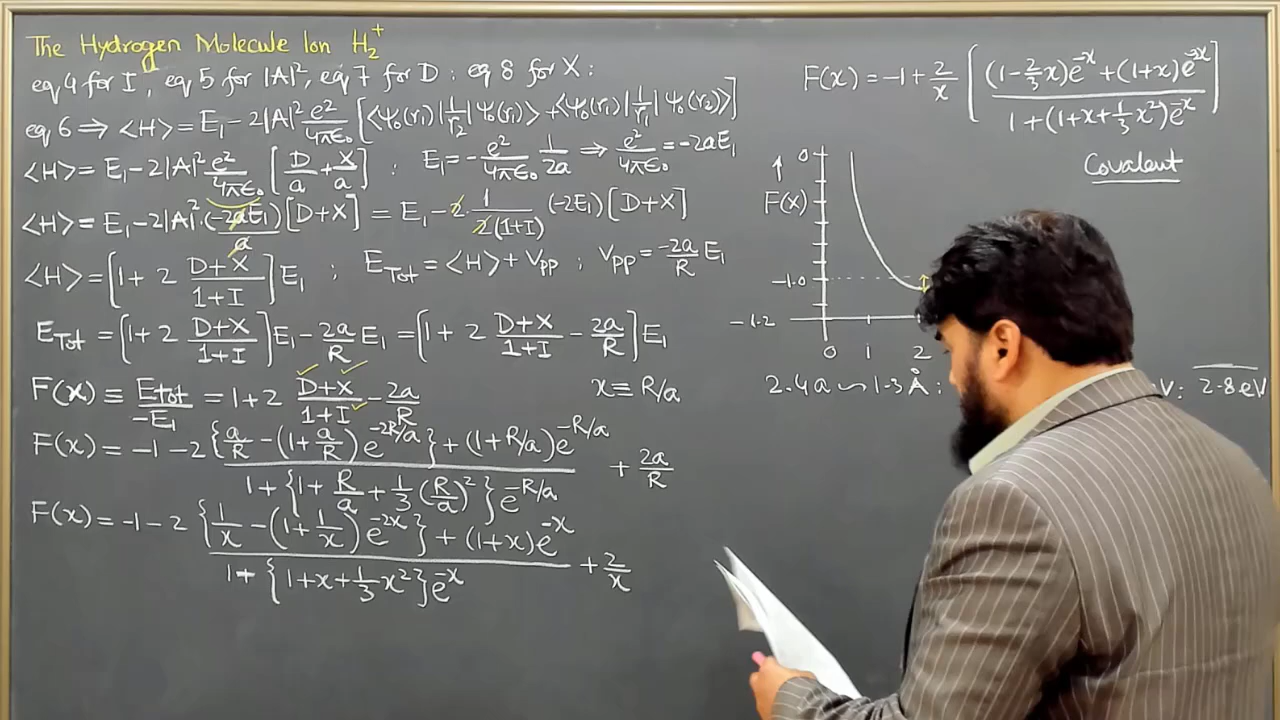 The Hydrogen Molecule Ion H₂⁺
eq 4 for I, eq 5 for |A|², eq 7 for D : eq 8 for X :
eq 6 ⇒ ⟨H⟩ = E₁ − 2|A|² e²/4πϵ₀ [⟨ψ₀(r₁)|1/r₂|ψ₀(r₁)⟩ + ⟨ψ₀(r₁)|1/r₁|ψ₀(r₂)⟩]
⟨H⟩ = E₁ − 2|A|² e²/4πϵ₀ [D/a + X/a] : E₁ = −e²/4πϵ₀ 1/2a ⇒ e²/4πϵ₀ = −2aE₁
⟨H⟩ = E₁ − 2|A|² · (−2aE₁)/a [D+X] = E₁ − 2 1/2(1+I) (−2E₁) [D+X]
⟨H⟩ = [1 + 2 D+X/1+I] E₁ ; E_Tot = ⟨H⟩ + V_pp ; V_pp = −2a/R E₁
E_Tot = [1 + 2 D+X/1+I] E₁ − 2a/R E₁ = [1 + 2 D+X/1+I − 2a/R] E₁
F(x) ≡ E_tot/−E₁ = 1 + 2 D+X/1+I − 2a/R x ≡ R/a
F(x) = −1 − 2 {a/R − (1 + a/R) e^−2R/a} + (1+R/a) e^−R/a / 1 + {1 + R/a + 1/3 (R/a)²} e^−R/a + 2a/R
F(x) = −1 − 2 {1/x − (1 + 1/x) e^−2x} + (1+x) e^−x / 1 + {1 + x + 1/3 x²} e^−x + 2/x
F(x) = −1 + 2/x [(1 − 2/3 x²) e^−x + (1+x) e^−2x / 1 + (1 + x + 1/3 x²) e^−x]
Covalent
0
↑
F(x)
−1.0
−1.2
0 1 2
2.4a ∽ 1.3 Å :
V : 2.8 eV